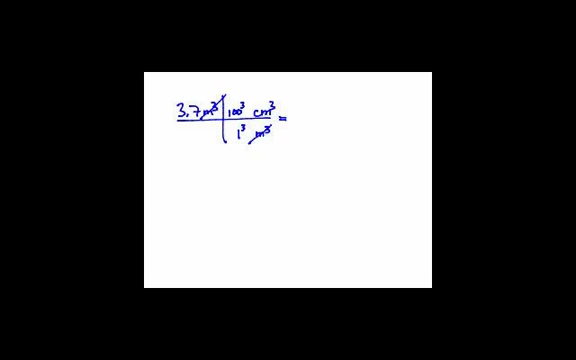 3.7 m³ | 100³ cm³ =
1³ m³